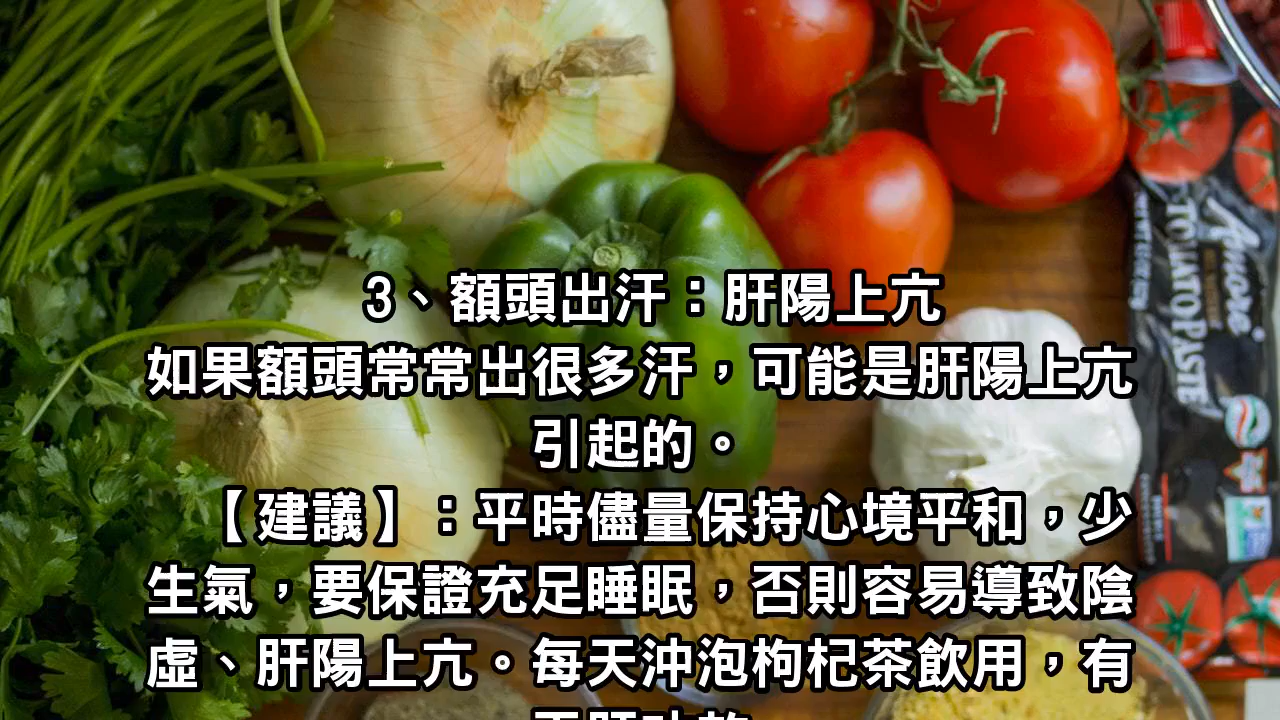 3、額頭出汗：肝陽上亢
如果額頭常常出很多汗，可能是肝陽上亢
引起的。
【建議】：平時儘量保持心境平和，少
生氣，要保證充足睡眠，否則容易導致陰
虛、肝陽上亢。每天沖泡枸杞茶飲用，有
Amore
TOMATO PASTE